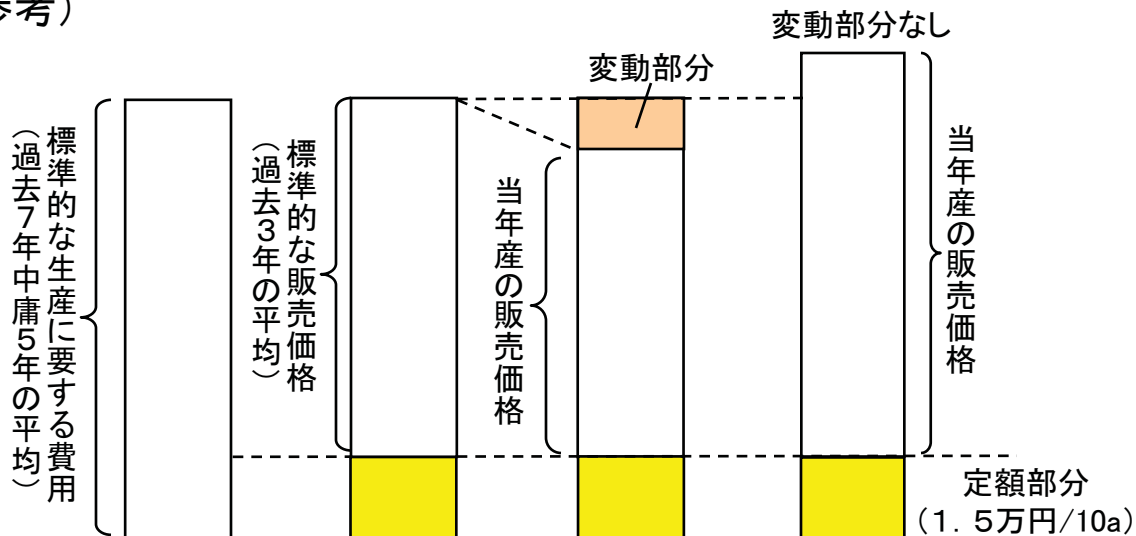 参考）
変動部分なし
変動部分
標準的な生産に要する費用
（過去７年中庸５年の平均）
標準的な販売価格
（過去３年の平均）
当年産の販売価格
当年産の販売価格
定額部分
（１．５万円/10a）